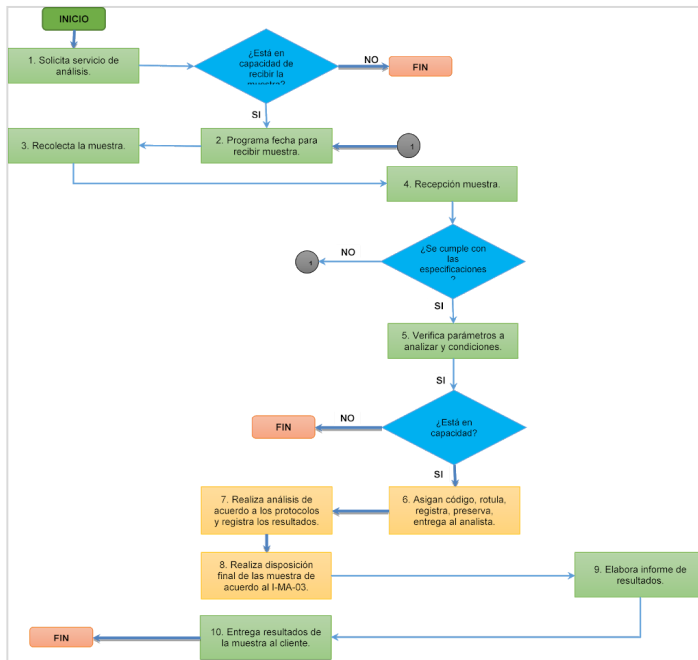 INICIO
1. Solicita servicio de
análisis.
¿Está en
capacidad de
recibir la
muestra?
NO
FIN
SI
3. Recolecta la muestra.
2. Programa fecha para
recibir muestra.
1
4. Recepción muestra.
¿Se cumple con
las
especificaciones
?
NO
1
SI
5. Verifica parámetros a
analizar y condiciones.
SI
¿Está en
capacidad?
NO
FIN
SI
7. Realiza análisis de
acuerdo a los protocolos
y registra los resultados.
6. Asigan código, rotula,
registra, preserva,
entrega al analista.
8. Realiza disposición
final de las muestra de
acuerdo al I-MA-03.
9. Elabora informe de
resultados.
10. Entrega resultados de
la muestra al cliente.
FIN